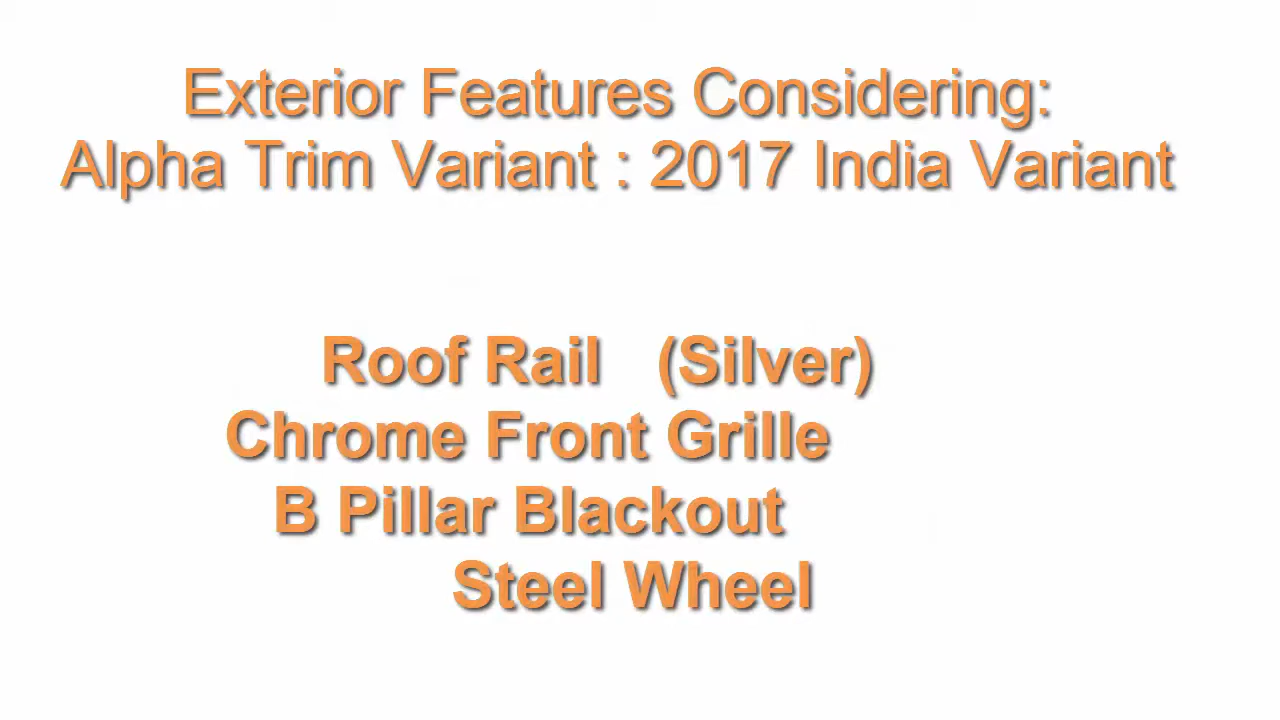 Exterior Features Considering:
Alpha Trim Variant : 2017 India Variant
Roof Rail (Silver)
Chrome Front Grille
B Pillar Blackout
Steel Wheel